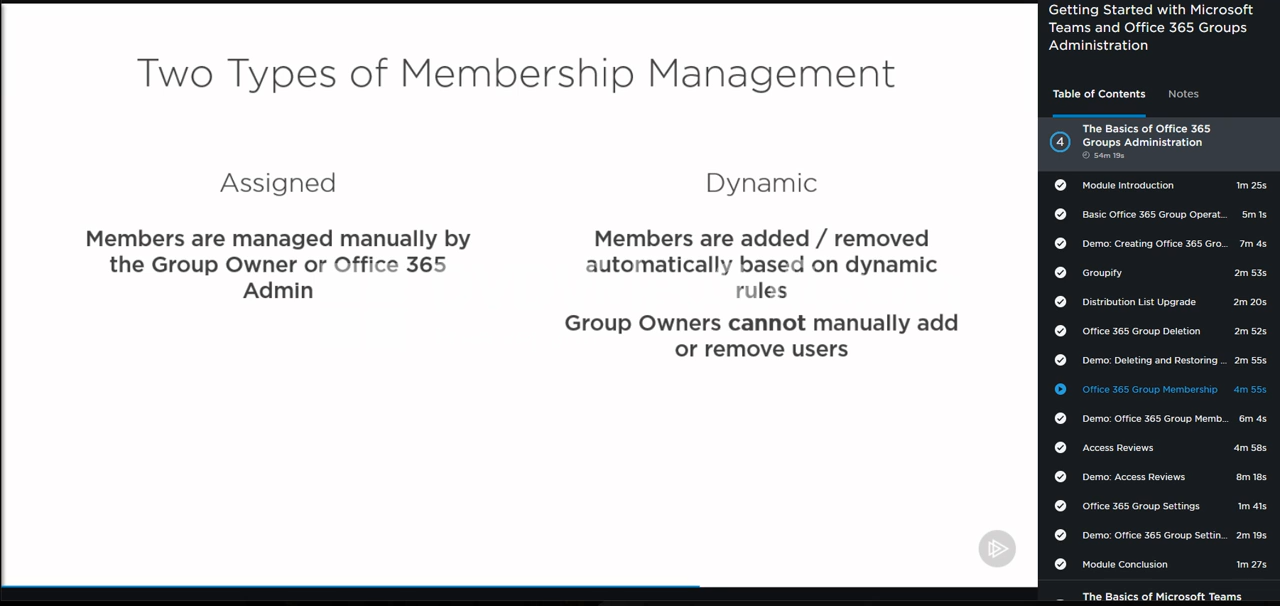 Two Types of Membership Management
Assigned
Members are managed manually by
the Group Owner or Office 365
Admin
Dynamic
Members are added / removed
automatically based on dynamic
rules
Group Owners cannot manually add
or remove users
Getting Started with Microsoft
Teams and Office 365 Groups
Administration
Table of Contents Notes
4
The Basics of Office 365
Groups Administration
54m 19s
Module Introduction 1m 25s
Basic Office 365 Group Operat... 5m 1s
Demo: Creating Office 365 Gro... 7m 4s
Groupify 2m 53s
Distribution List Upgrade 2m 20s
Office 365 Group Deletion 2m 52s
Demo: Deleting and Restoring ... 2m 55s
Office 365 Group Membership 4m 55s
Demo: Office 365 Group Memb... 6m 4s
Access Reviews 4m 58s
Demo: Access Reviews 8m 18s
Office 365 Group Settings 1m 41s
Demo: Office 365 Group Settin... 2m 19s
Module Conclusion 1m 27s
The Basics of Microsoft Teams